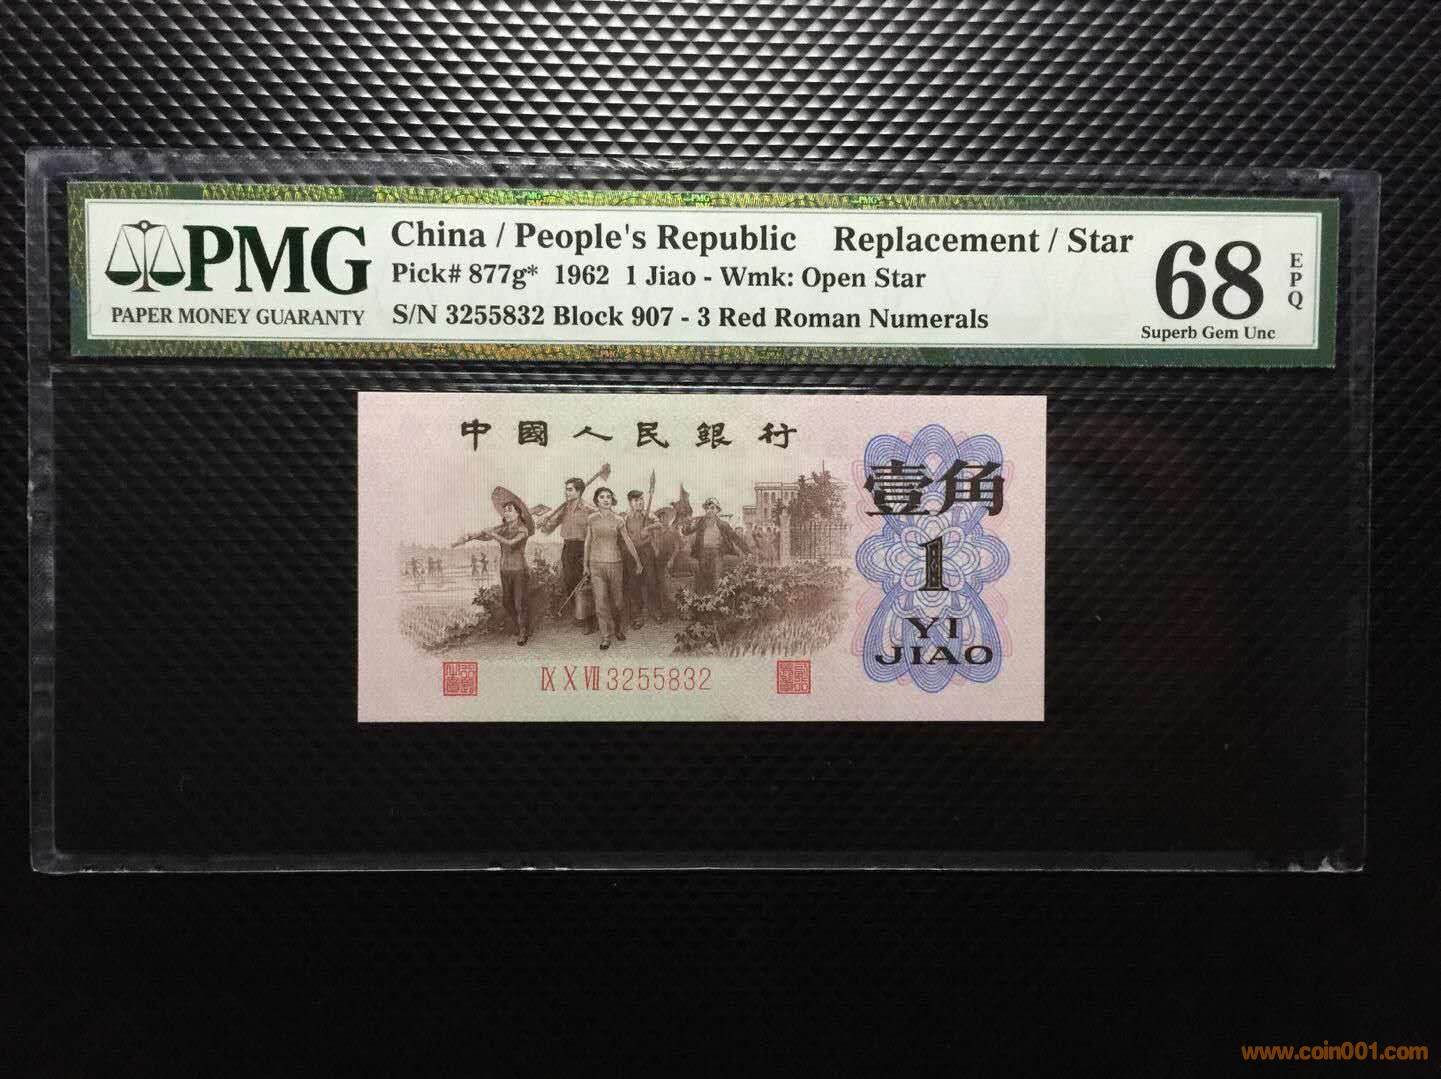 PMG
PAPER MONEY GUARANTY
China / People's Republic Replacement / Star
Pick# 877g* 1962 1 Jiao - Wmk: Open Star
S/N 3255832 Block 907 - 3 Red Roman Numerals
68
EPQ
Superb Gem Unc
中國人民銀行
壹角
1
YI
JIAO
Ⅸ Ⅹ Ⅶ 3255832
www.coin001.com